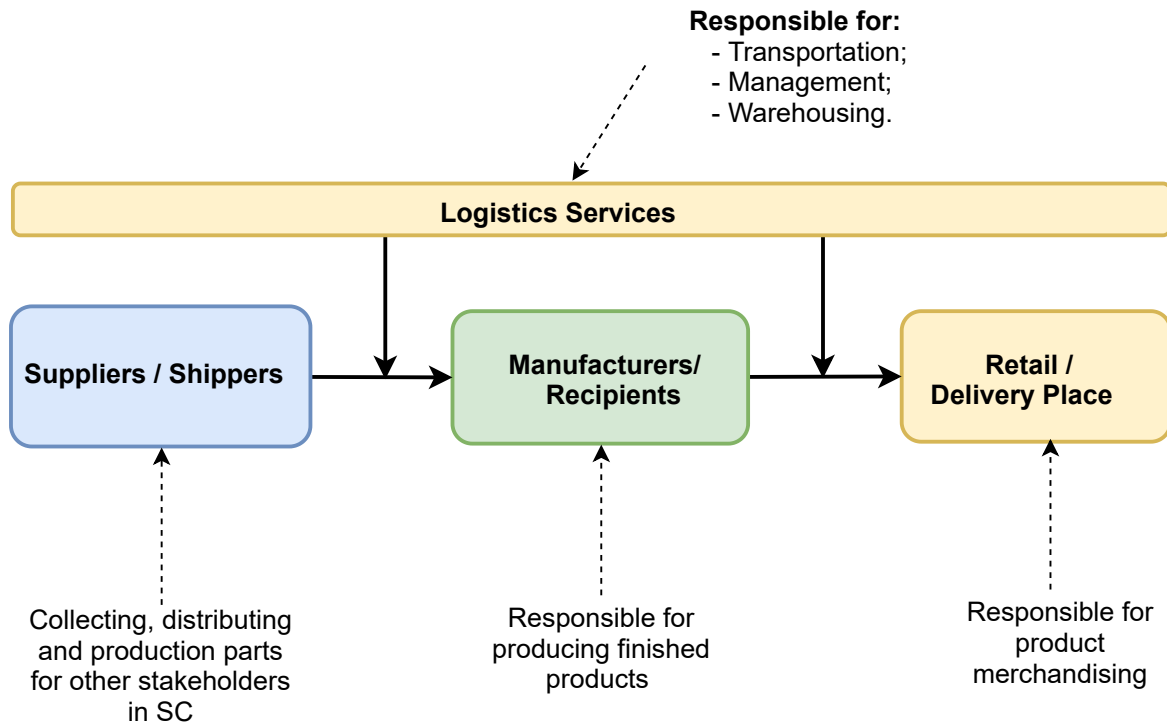 Responsible for:
- Transportation;
- Management;
- Warehousing.
Logistics Services
Suppliers / Shippers
Manufacturers/
Recipients
Retail /
Delivery Place
Collecting, distributing
and production parts
for other stakeholders
in SC
Responsible for
producing finished
products
Responsible for
product
merchandising